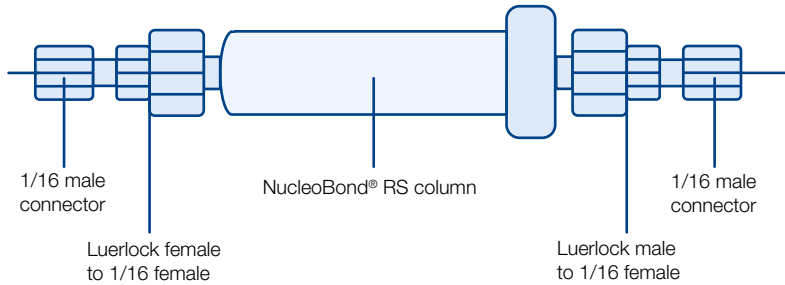 1/16 male
connector
NucleoBond® RS column
1/16 male
connector
Luerlock female
to 1/16 female
Luerlock male
to 1/16 female